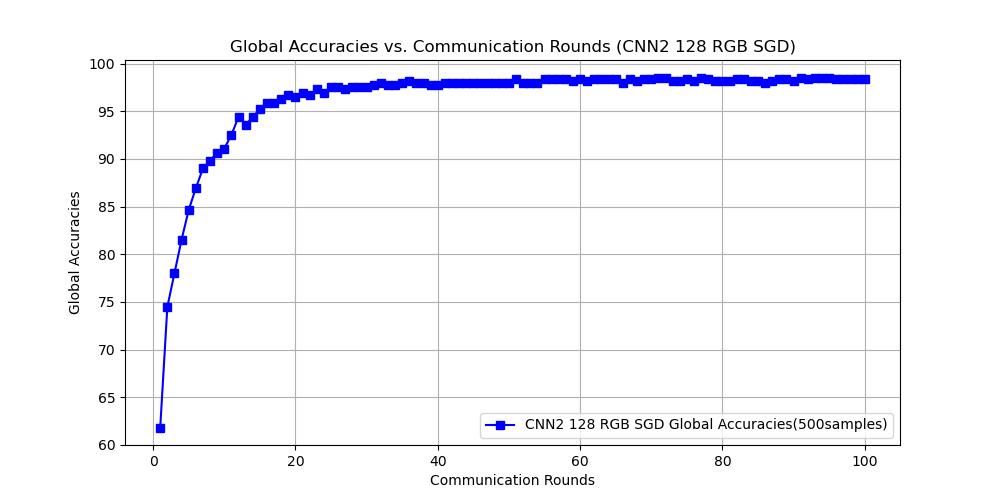 Global Accuracies vs. Communication Rounds (CNN2 128 RGB SGD)
100
95
90
85
80
75
70
65
60
Global Accuracies
CNN2 128 RGB SGD Global Accuracies(500samples)
0 20 40 60 80 100
Communication Rounds